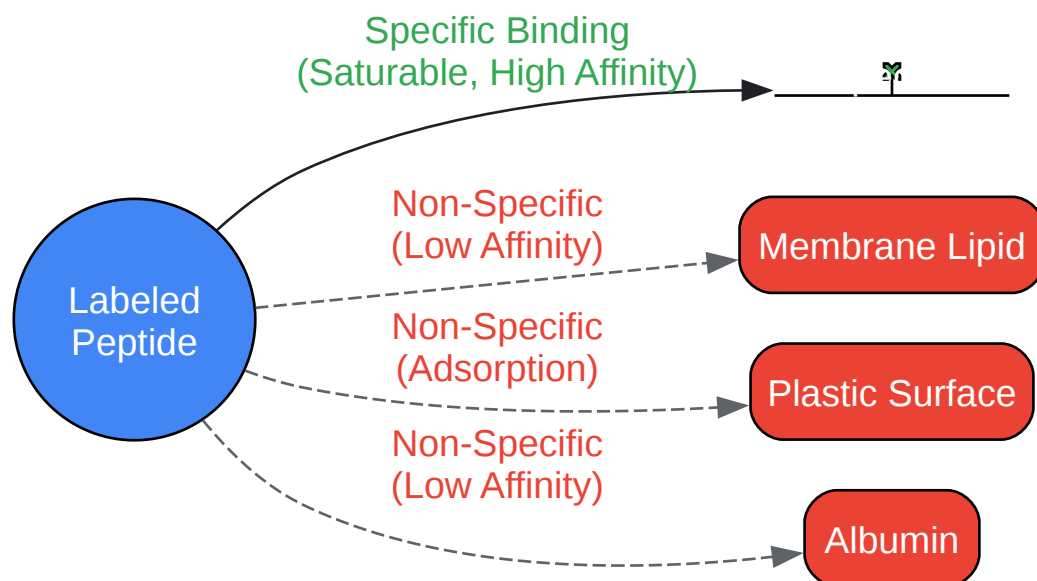 Specific Binding
(Saturable, High Affinity)
Non-Specific
(Low Affinity)
Membrane Lipid
Labeled
Peptide
Non-Specific
(Adsorption)
Plastic Surface
Non-Specific
(Low Affinity)
Albumin